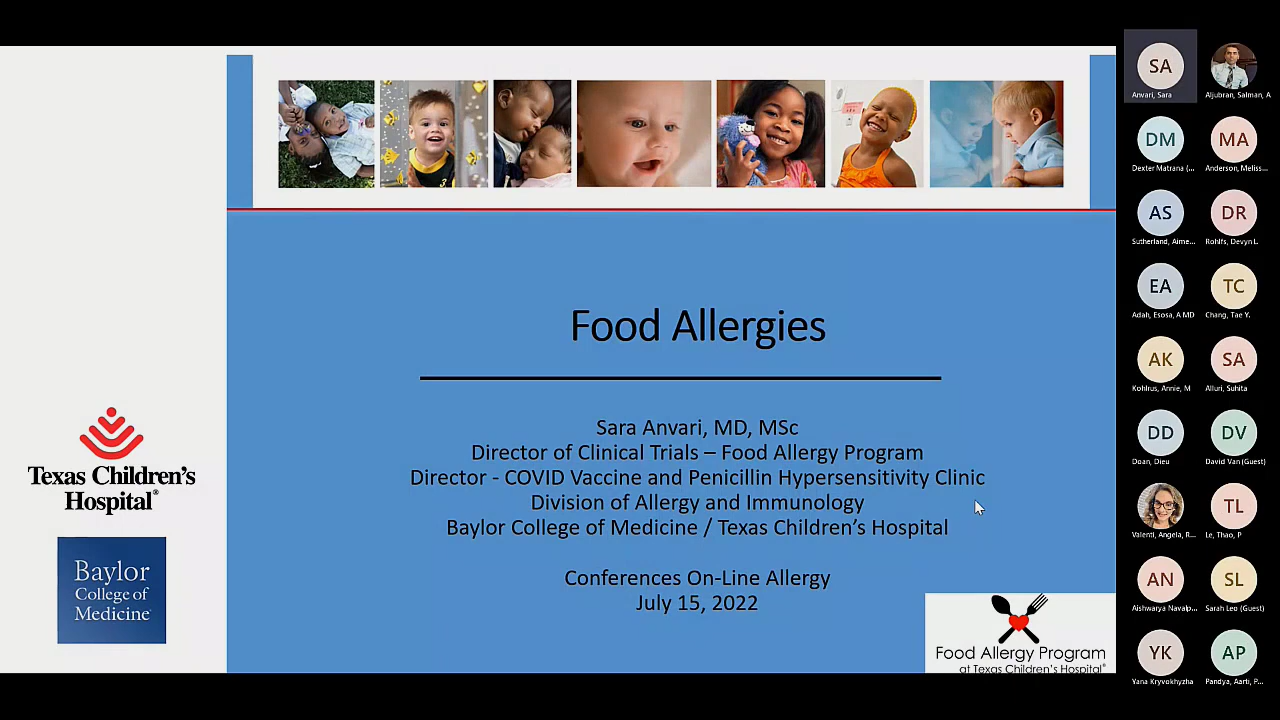 Food Allergies
Sara Anvari, MD, MSc
Director of Clinical Trials – Food Allergy Program
Director - COVID Vaccine and Penicillin Hypersensitivity Clinic
Division of Allergy and Immunology
Baylor College of Medicine / Texas Children’s Hospital
Conferences On-Line Allergy
July 15, 2022
Texas Children’s
Hospital®
Baylor
College of
Medicine
Food Allergy Program
at Texas Children’s Hospital®
SA
Anvari, Sara
Aljubran, Salman, A
DM
Dexter Matrana (...
MA
Anderson, Meliss...
AS
Sutherland, Aime...
DR
Rohlfs, Devyn L
EA
Adah, Esosa, A MD
TC
Chang, Tae Y.
AK
Kohlrus, Annie, M
SA
Alluri, Suhita
DD
Doan, Dieu
DV
David Van (Guest)
Valenti, Angela, R...
TL
Le, Thao, P
AN
Aishwarya Navalp...
SL
Sarah Leo (Guest)
YK
Yana Kryvokhyzha
AP
Pandya, Aarti, P...